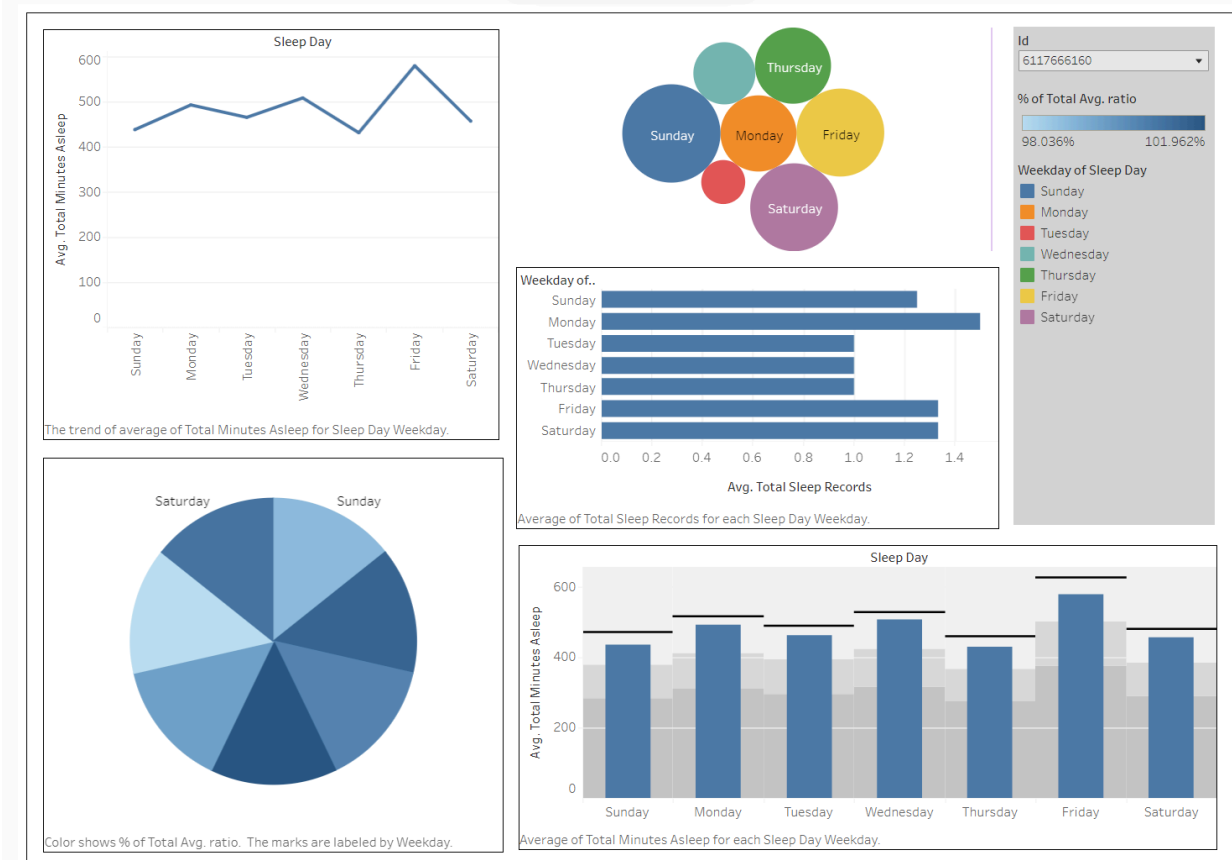 Sleep Day
600
500
400
300
200
100
0
Avg. Total Minutes Asleep
Sunday
Monday
Tuesday
Wednesday
Thursday
Friday
Saturday
The trend of average of Total Minutes Asleep for Sleep Day Weekday.
Thursday
Sunday
Monday
Friday
Saturday
Id
6117666160
% of Total Avg. ratio
98.036% 101.962%
Weekday of Sleep Day
Sunday
Monday
Tuesday
Wednesday
Thursday
Friday
Saturday
Weekday of..
Sunday
Monday
Tuesday
Wednesday
Thursday
Friday
Saturday
0.0 0.2 0.4 0.6 0.8 1.0 1.2 1.4
Avg. Total Sleep Records
Average of Total Sleep Records for each Sleep Day Weekday.
Saturday Sunday
Color shows % of Total Avg. ratio. The marks are labeled by Weekday.
Sleep Day
600
400
200
0
Avg. Total Minutes Asleep
Sunday Monday Tuesday Wednesday Thursday Friday Saturday
Average of Total Minutes Asleep for each Sleep Day Weekday.